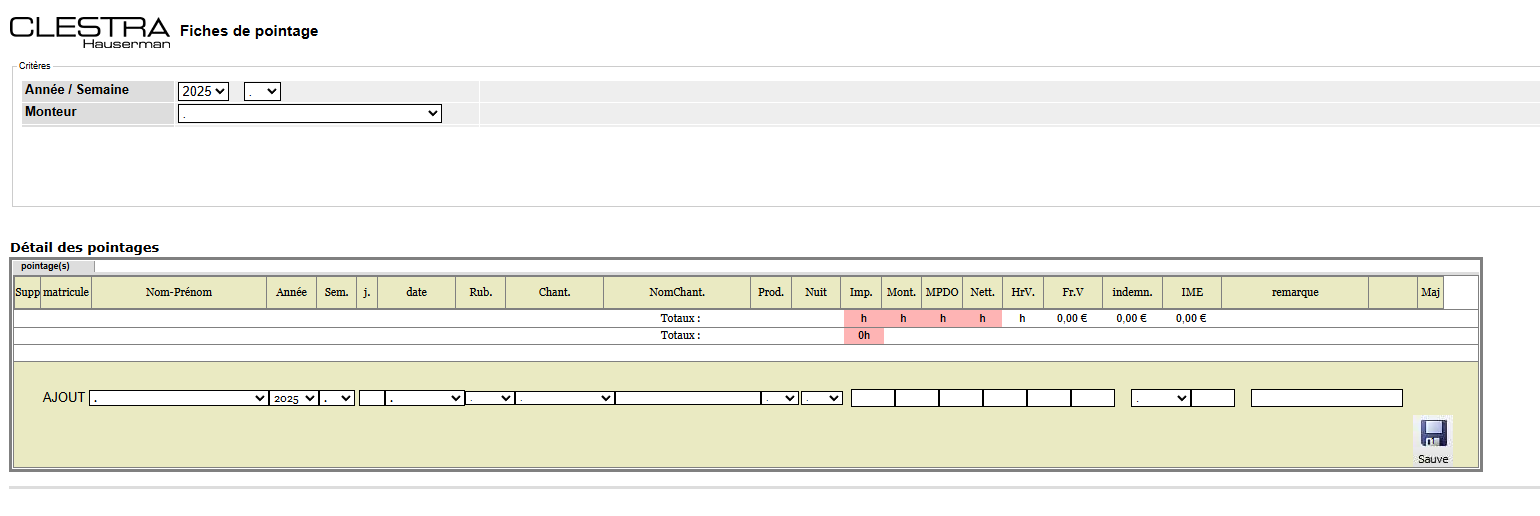 CLESTRA
Hauserman
Fiches de pointage
Critères
Année / Semaine 2025 .
Monteur .
Détail des pointages
pointage(s)
Supp matricule Nom-Prénom Année Sem. j. date Rub. Chant. NomChant. Prod. Nuit Imp. Mont. MPDO Nett. HrV. Fr.V indemn. IME remarque Maj
Totaux : h h h h h 0,00 € 0,00 € 0,00 €
Totaux : 0h
AJOUT . 2025 . . . . . . .
Sauve